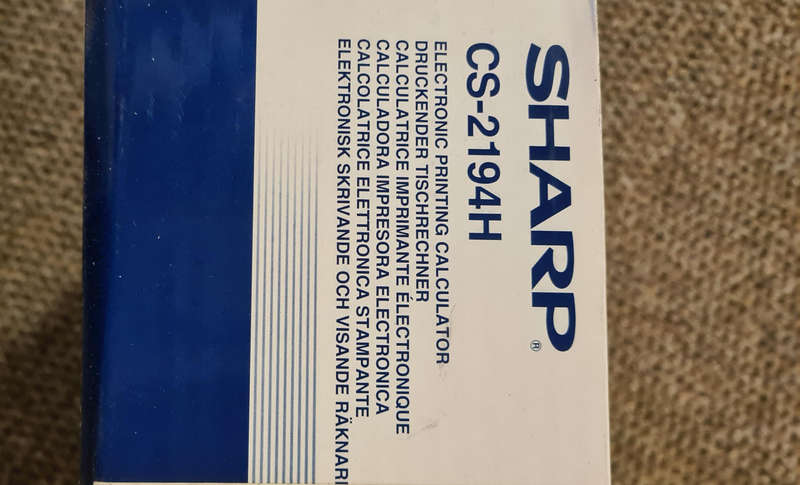 SHARP®
CS-2194H
ELECTRONIC PRINTING CALCULATOR
DRUCKENDER TISCHRECHNER
CALCULATRICE IMPRIMANTE ÉLECTRONIQUE
CALCULADORA IMPRESORA ELECTRONICA
CALCOLATRICE ELETTRONICA STAMPANTE
ELEKTRONISK SKRIVANDE OCH VISANDE RÄKNARE